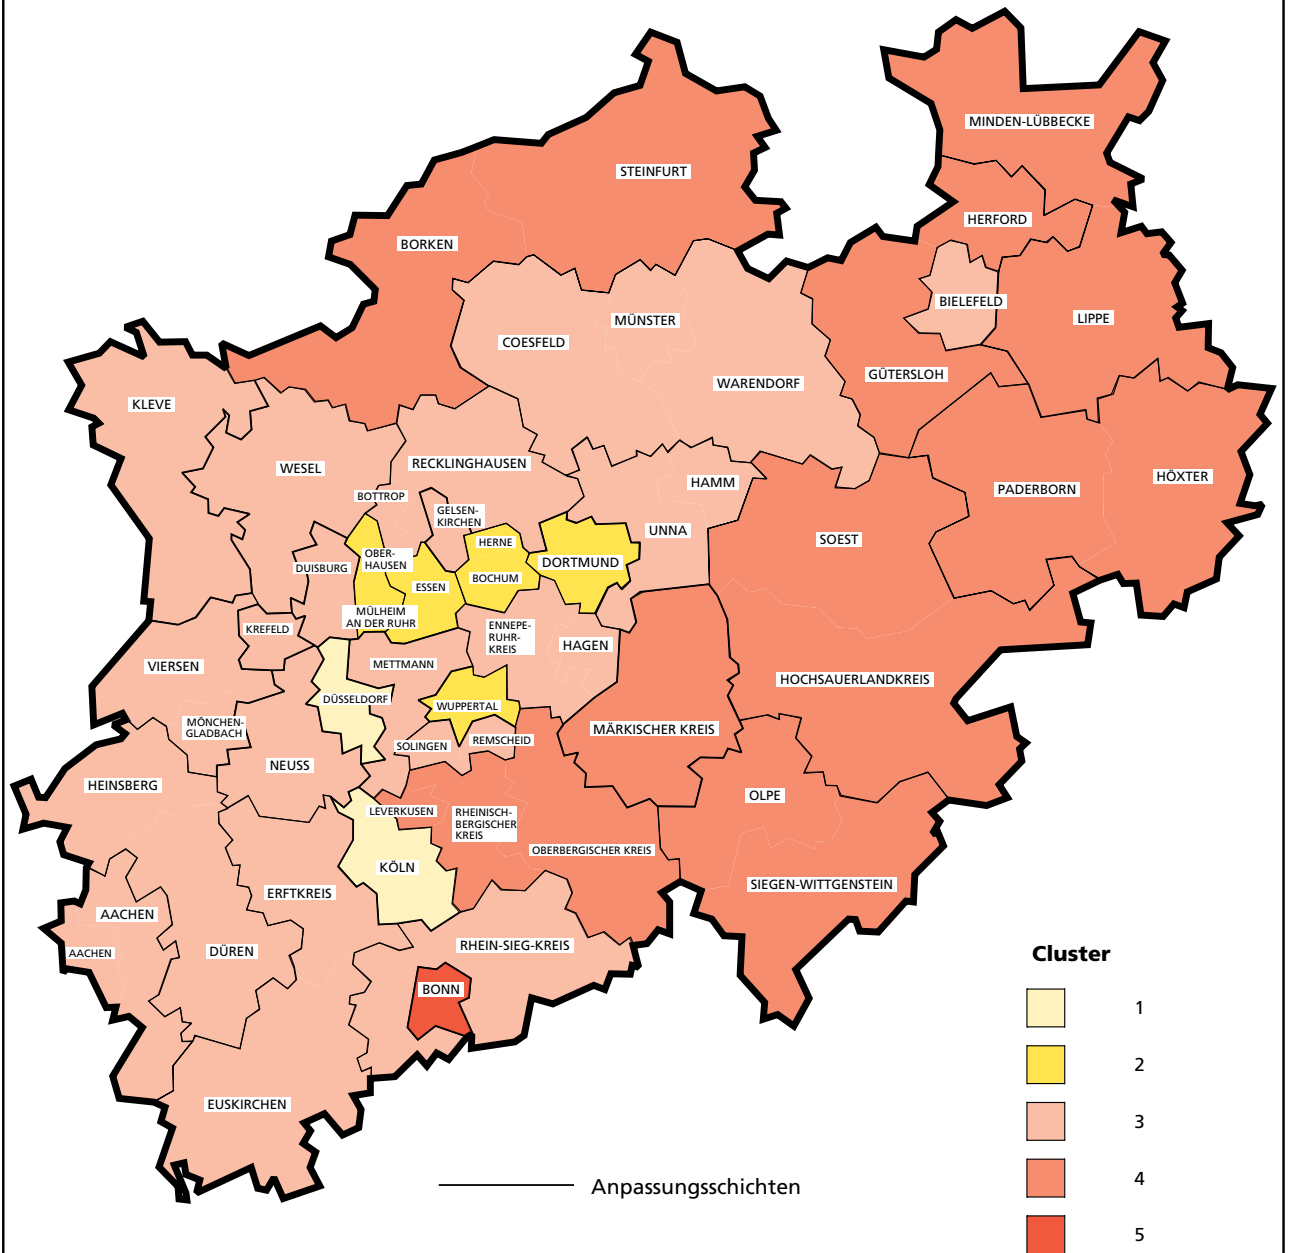 MINDEN-LÜBBECKE
STEINFURT
HERFORD
BORKEN
BIELEFELD
LIPPE
MÜNSTER
COESFELD
GÜTERSLOH
WARENDORF
KLEVE
RECKLINGHAUSEN
WESEL
HÖXTER
HAMM
PADERBORN
BOTTROP
GELSEN-
KIRCHEN
UNNA
SOEST
HERNE
OBER-
HAUSEN
DORTMUND
DUISBURG
BOCHUM
ESSEN
MÜLHEIM
AN DER RUHR
KREFELD
ENNEPE-
RUHR-
KREIS
HAGEN
METTMANN
VIERSEN
HOCHSAUERLANDKREIS
DÜSSELDORF
WUPPERTAL
MÖNCHEN-
GLADBACH
MÄRKISCHER KREIS
REMSCHEID
SOLINGEN
NEUSS
HEINSBERG
OLPE
LEVERKUSEN
RHEINISCH-
BERGISCHER
KREIS
OBERBERGISCHER KREIS
KÖLN
SIEGEN-WITTGENSTEIN
ERFTKREIS
AACHEN
RHEIN-SIEG-KREIS
DÜREN
AACHEN
BONN
EUSKIRCHEN
Cluster
1
2
3
4
5
Anpassungsschichten